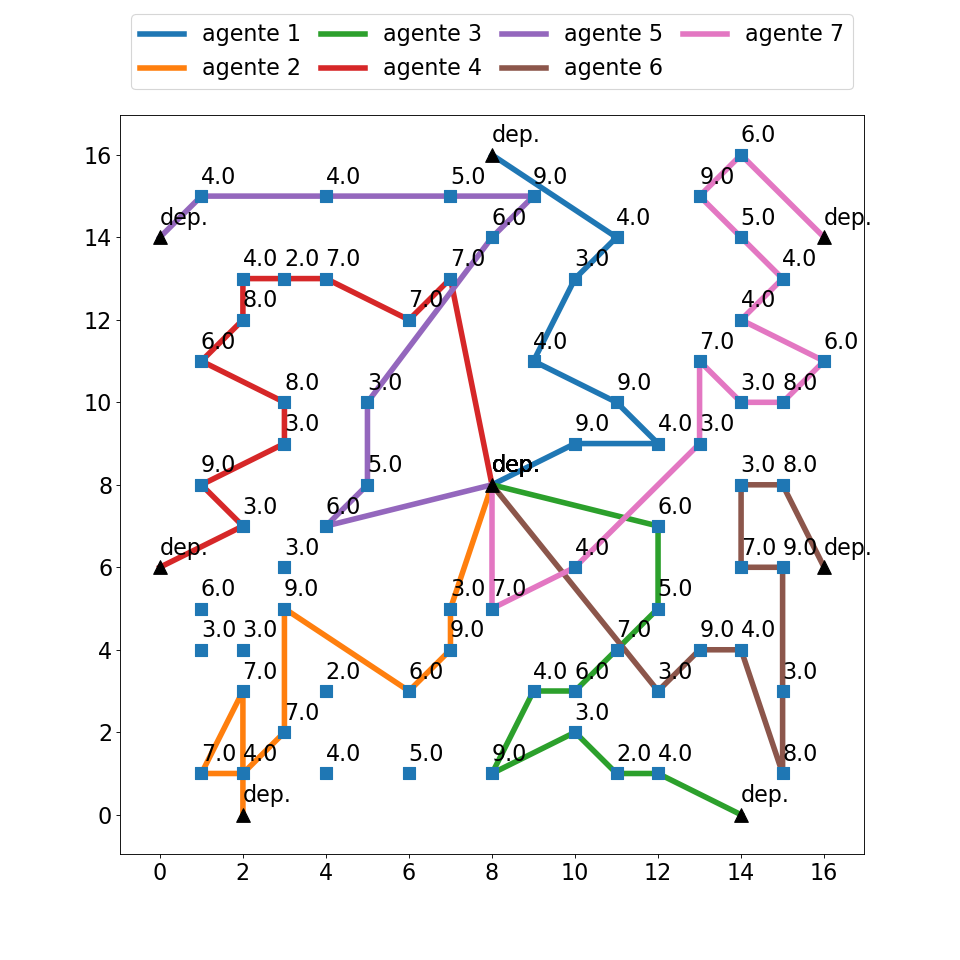 agente 1 agente 3 agente 5 agente 7
agente 2 agente 4 agente 6
dep. 6.0
16
4.0 4.0 5.0 9.0 9.0
dep. 6.0 4.0 5.0 dep.
14
4.0 2.0 7.0 7.0 3.0 4.0
8.0 7.0 4.0
12
6.0 4.0 7.0 6.0
8.0 3.0 9.0 3.0 8.0
10
3.0 9.0 4.0 3.0
9.0 5.0 dep. 3.0 8.0
8
3.0 6.0 6.0
dep. 3.0 4.0 7.0 9.0 dep.
6
6.0 9.0 3.0 7.0 5.0
3.0 3.0 9.0 7.0 9.0 4.0
4
7.0 2.0 6.0 4.0 6.0 3.0 3.0
7.0 3.0
2
7.0 4.0 4.0 5.0 9.0 2.0 4.0 8.0
dep. dep.
0
0 2 4 6 8 10 12 14 16